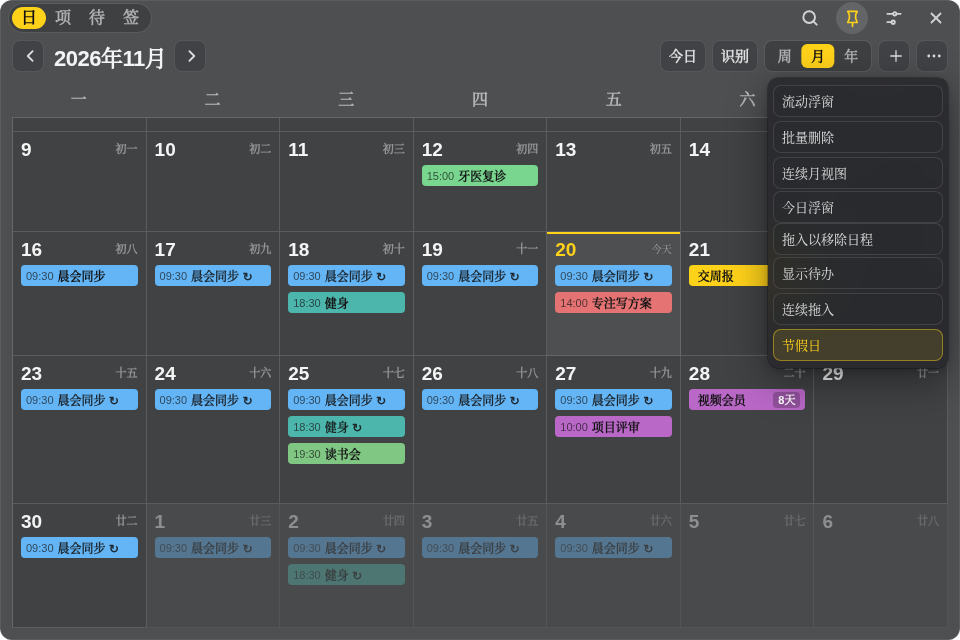 日 项 待 签
2026年11月
今日 识别 周 月 年
一 二 三 四 五 六
流动浮窗
批量删除
连续月视图
今日浮窗
拖入以移除日程
显示待办
连续拖入
节假日
9 初一 10 初二 11 初三 12 初四 13 初五 14
15:00 牙医复诊
16 初八 17 初九 18 初十 19 十一 20 今天 21
09:30 晨会同步 09:30 晨会同步 ↻ 09:30 晨会同步 ↻ 09:30 晨会同步 ↻ 09:30 晨会同步 ↻ 交周报
18:30 健身 14:00 专注写方案
23 十五 24 十六 25 十七 26 十八 27 十九 28 二十 29 廿一
09:30 晨会同步 ↻ 09:30 晨会同步 ↻ 09:30 晨会同步 ↻ 09:30 晨会同步 ↻ 09:30 晨会同步 ↻ 视频会员 8天
18:30 健身 ↻ 10:00 项目评审
19:30 读书会
30 廿二 1 廿三 2 廿四 3 廿五 4 廿六 5 廿七 6 廿八
09:30 晨会同步 ↻ 09:30 晨会同步 ↻ 09:30 晨会同步 ↻ 09:30 晨会同步 ↻ 09:30 晨会同步 ↻
18:30 健身 ↻